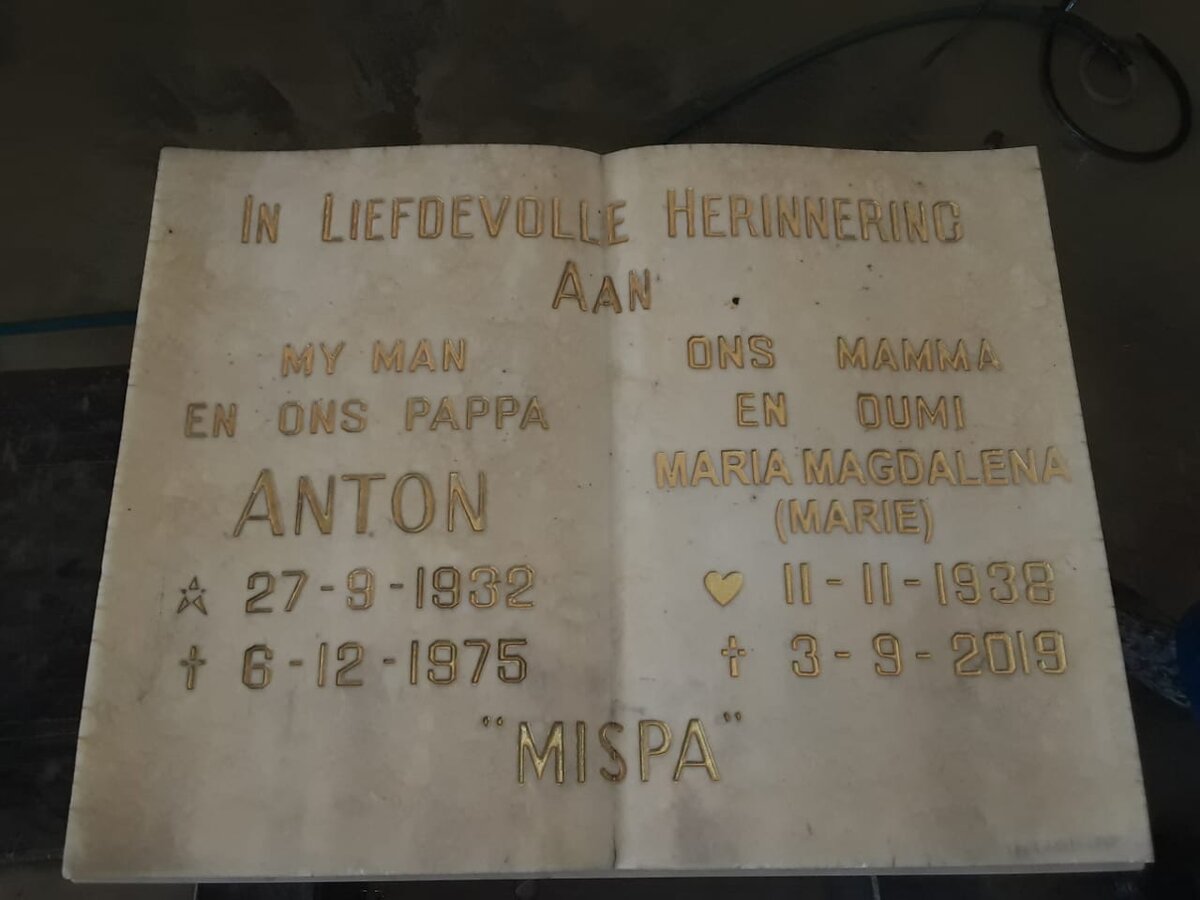 IN LIEFDEVOLLE HERINNERING
AAN
MY MAN
EN ONS PAPPA
ANTON
☆ 27-9-1932
† 6-12-1975
ONS MAMMA
EN OUMI
MARIA MAGDALENA
(MARIE)
♥ 11-11-1938
† 3-9-2019
"MISPA"